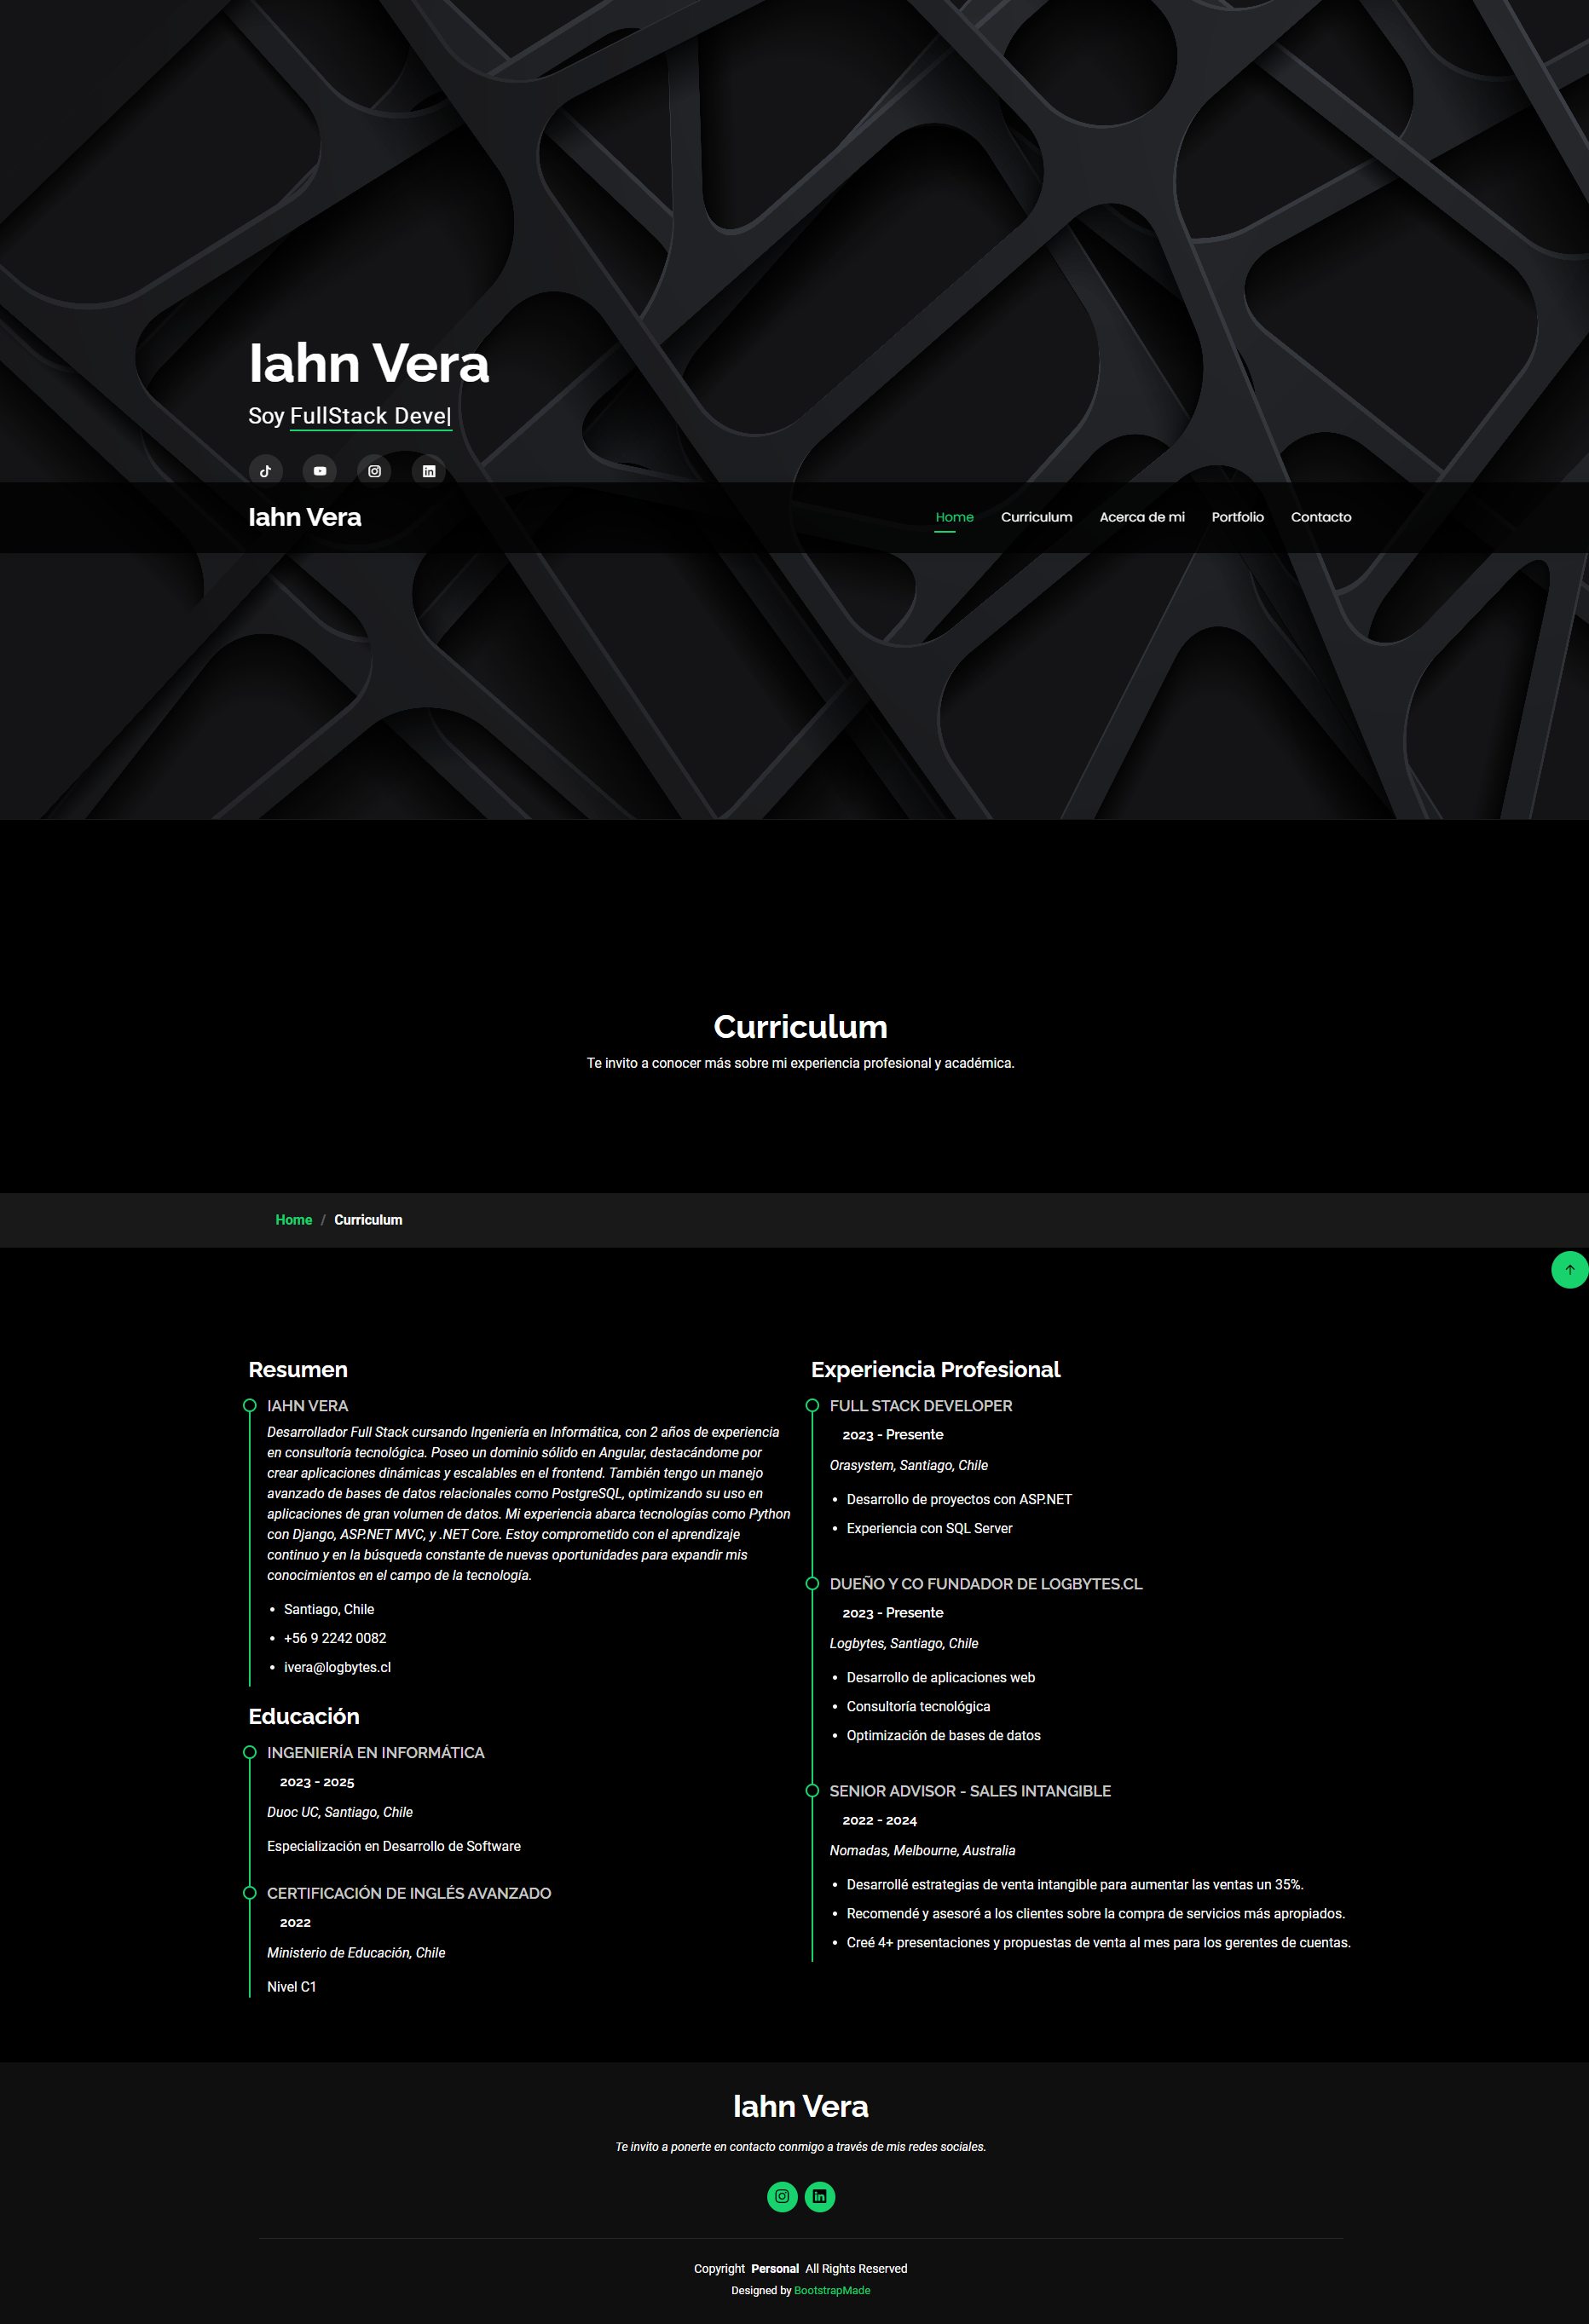 Iahn Vera
Soy FullStack Deve|
Iahn Vera
Home Curriculum Acerca de mi Portfolio Contacto
Curriculum
Te invito a conocer más sobre mi experiencia profesional y académica.
Home / Curriculum
Resumen
IAHN VERA
Desarrollador Full Stack cursando Ingeniería en Informática, con 2 años de experiencia
en consultoría tecnológica. Poseo un dominio sólido en Angular, destacándome por
crear aplicaciones dinámicas y escalables en el frontend. También tengo un manejo
avanzado de bases de datos relacionales como PostgreSQL, optimizando su uso en
aplicaciones de gran volumen de datos. Mi experiencia abarca tecnologías como Python
con Django, ASP.NET MVC, y .NET Core. Estoy comprometido con el aprendizaje
continuo y en la búsqueda constante de nuevas oportunidades para expandir mis
conocimientos en el campo de la tecnología.
• Santiago, Chile
• +56 9 2242 0082
• ivera@logbytes.cl
Educación
INGENIERÍA EN INFORMÁTICA
2023 - 2025
Duoc UC, Santiago, Chile
Especialización en Desarrollo de Software
CERTIFICACIÓN DE INGLÉS AVANZADO
2022
Ministerio de Educación, Chile
Nivel C1
Experiencia Profesional
FULL STACK DEVELOPER
2023 - Presente
Orasystem, Santiago, Chile
• Desarrollo de proyectos con ASP.NET
• Experiencia con SQL Server
DUEÑO Y CO FUNDADOR DE LOGBYTES.CL
2023 - Presente
Logbytes, Santiago, Chile
• Desarrollo de aplicaciones web
• Consultoría tecnológica
• Optimización de bases de datos
SENIOR ADVISOR - SALES INTANGIBLE
2022 - 2024
Nomadas, Melbourne, Australia
• Desarrollé estrategias de venta intangible para aumentar las ventas un 35%.
• Recomendé y asesoré a los clientes sobre la compra de servicios más apropiados.
• Creé 4+ presentaciones y propuestas de venta al mes para los gerentes de cuentas.
Iahn Vera
Te invito a ponerte en contacto conmigo a través de mis redes sociales.
Copyright Personal All Rights Reserved
Designed by BootstrapMade